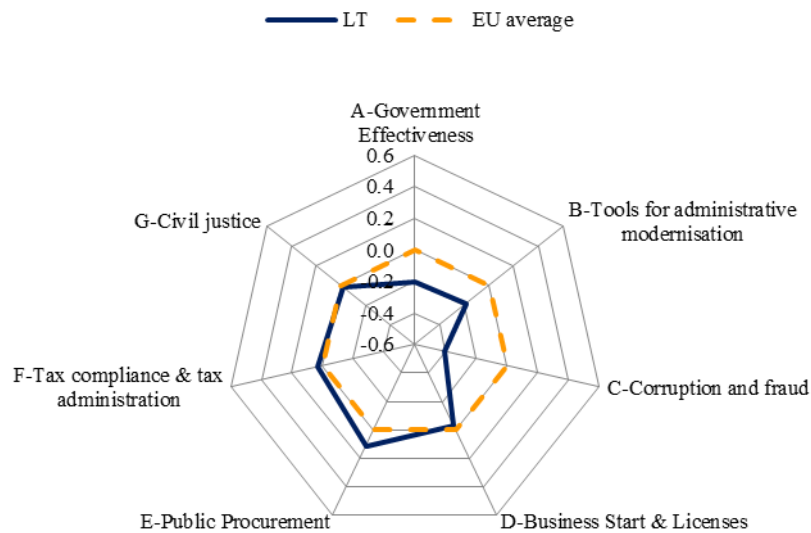 LT
EU average
A-Government
Effectiveness
0.6
0.4
0.2
0.0
-0.2
-0.4
-0.6
B-Tools for administrative
modernisation
C-Corruption and fraud
D-Business Start & Licenses
E-Public Procurement
F-Tax compliance & tax
administration
G-Civil justice